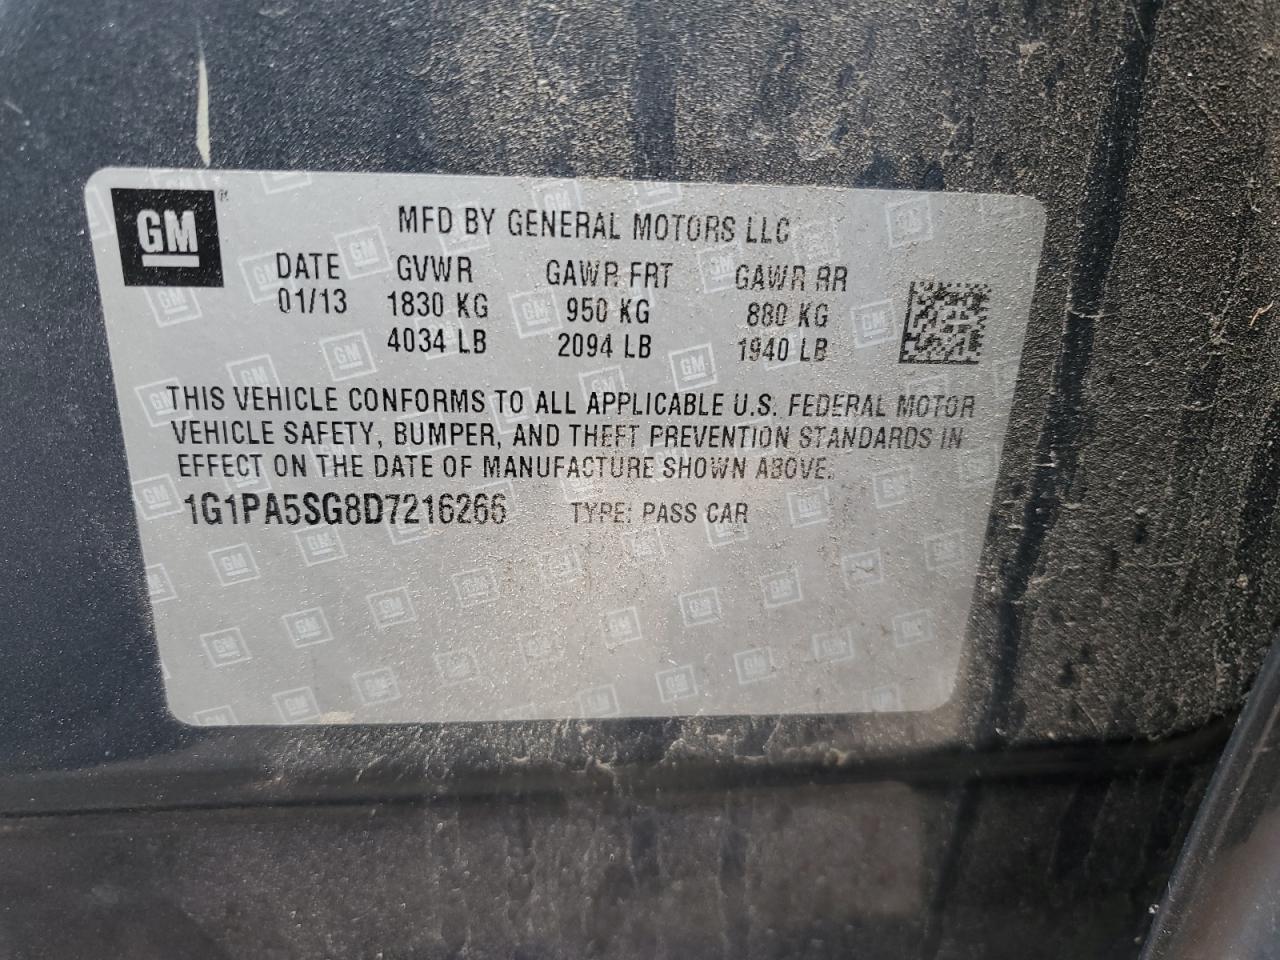 GM ® MFD BY GENERAL MOTORS LLC
DATE GVWR GAWR FRT GAWR RR
01/13 1830 KG 950 KG 880 KG
4034 LB 2094 LB 1940 LB
THIS VEHICLE CONFORMS TO ALL APPLICABLE U.S. FEDERAL MOTOR
VEHICLE SAFETY, BUMPER, AND THEFT PREVENTION STANDARDS IN
EFFECT ON THE DATE OF MANUFACTURE SHOWN ABOVE.
1G1PA5SG8D7216266 TYPE: PASS CAR